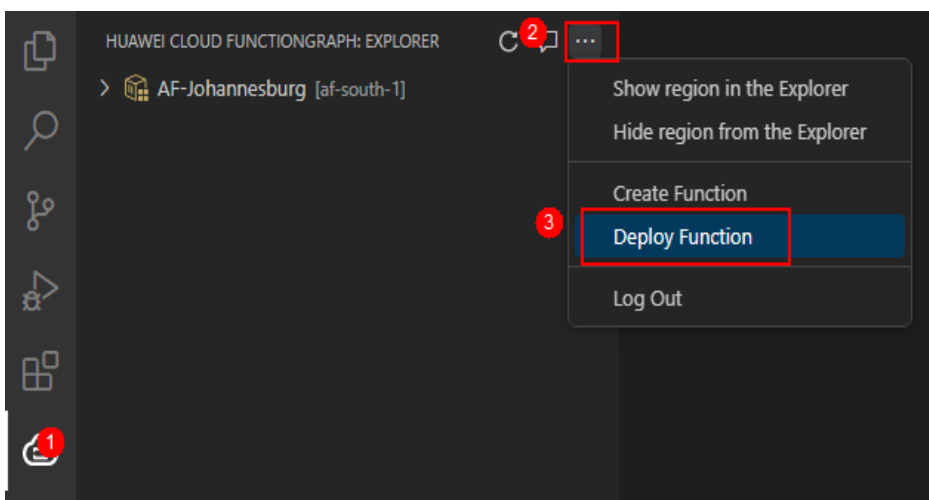 HUAWEI CLOUD FUNCTIONGRAPH: EXPLORER
2
...
AF-Johannesburg [af-south-1]
Show region in the Explorer
Hide region from the Explorer
Create Function
3
Deploy Function
Log Out
1